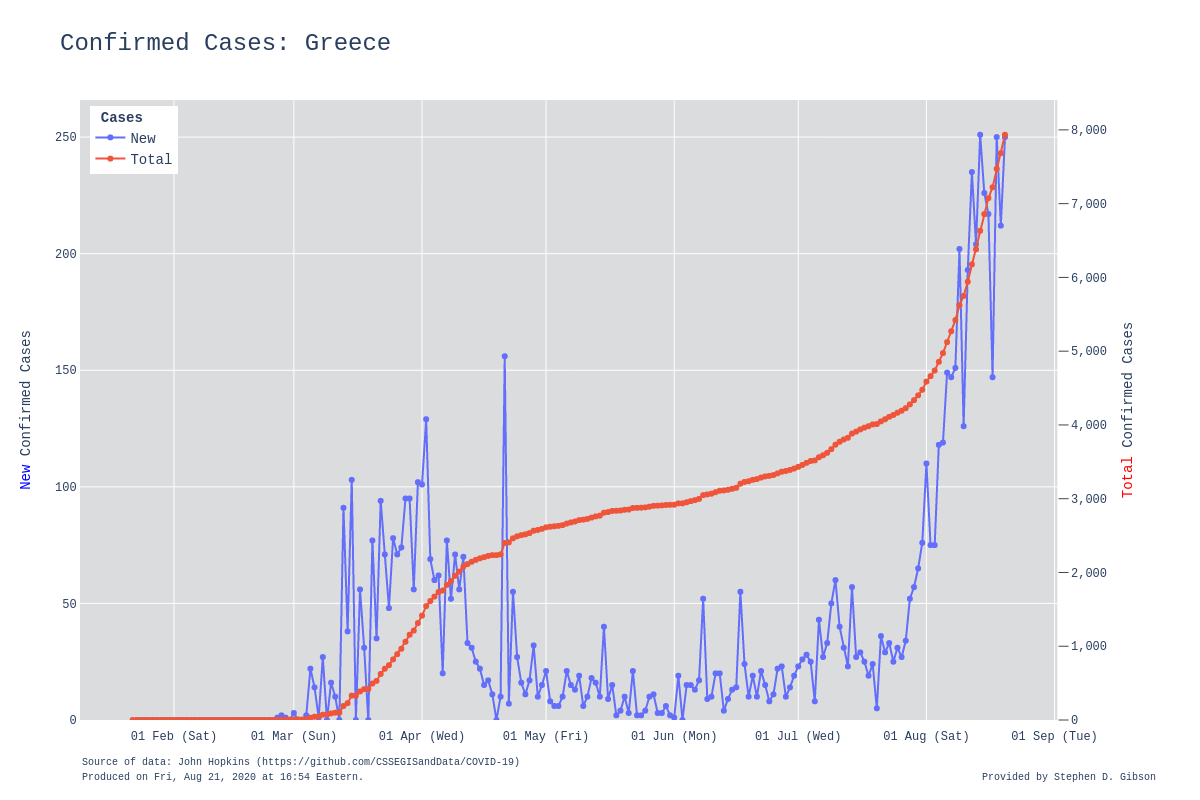 Confirmed Cases: Greece
Cases
New
Total
250
200
150
100
50
0
New Confirmed Cases
8,000
7,000
6,000
5,000
4,000
3,000
2,000
1,000
0
Total Confirmed Cases
01 Feb (Sat)
01 Mar (Sun)
01 Apr (Wed)
01 May (Fri)
01 Jun (Mon)
01 Jul (Wed)
01 Aug (Sat)
01 Sep (Tue)
Source of data: John Hopkins (https://github.com/CSSEGISandData/COVID-19)
Produced on Fri, Aug 21, 2020 at 16:54 Eastern.
Provided by Stephen D. Gibson